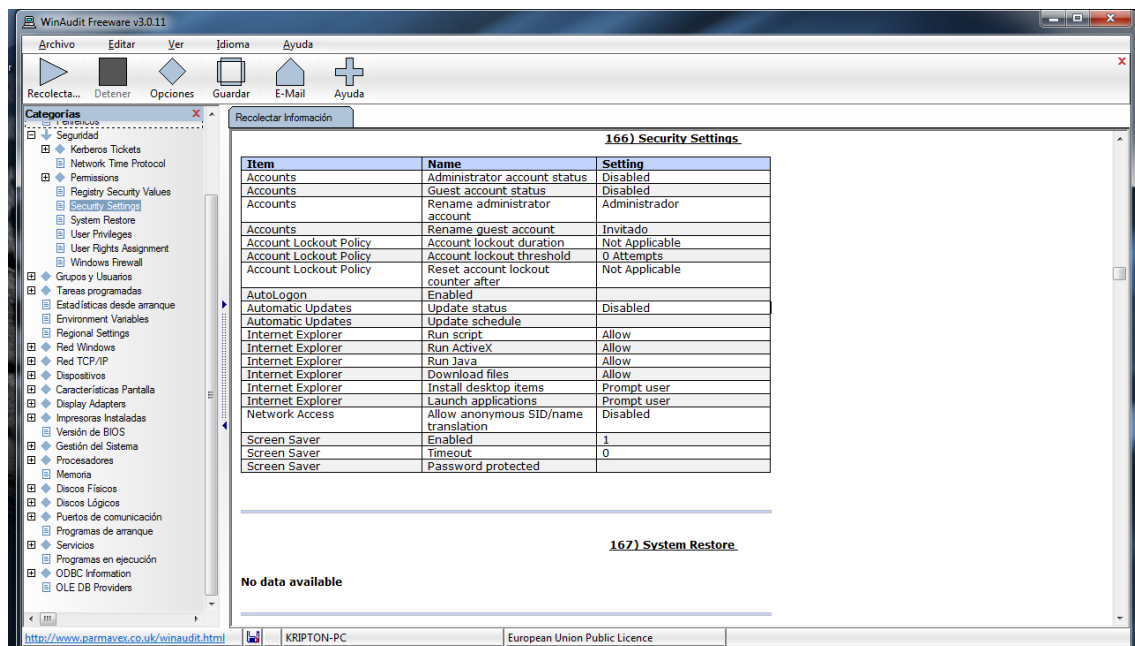 WinAudit Freeware v3.0.11
Archivo Editar Ver Idioma Ayuda
Recolecta... Detener Opciones Guardar E-Mail Ayuda
Categorías
Recolectar Información
Seguridad
Kerberos Tickets
Network Time Protocol
Permissions
Registry Security Values
Security Settings
System Restore
User Privileges
User Rights Assignment
Windows Firewall
Grupos y Usuarios
Tareas programadas
Estadísticas desde arranque
Environment Variables
Regional Settings
Red Windows
Red TCP/IP
Dispositivos
Características Pantalla
Display Adapters
Impresoras Instaladas
Versión de BIOS
Gestión del Sistema
Procesadores
Memoria
Discos Físicos
Discos Lógicos
Puertos de comunicación
Programas de arranque
Servicios
Programas en ejecución
ODBC Information
OLE DB Providers
166) Security Settings
Item Name Setting
Accounts Administrator account status Disabled
Accounts Guest account status Disabled
Accounts Rename administrator account Administrador
Accounts Rename guest account Invitado
Account Lockout Policy Account lockout duration Not Applicable
Account Lockout Policy Account lockout threshold 0 Attempts
Account Lockout Policy Reset account lockout counter after Not Applicable
AutoLogon Enabled
Automatic Updates Update status Disabled
Automatic Updates Update schedule
Internet Explorer Run script Allow
Internet Explorer Run ActiveX Allow
Internet Explorer Run Java Allow
Internet Explorer Download files Allow
Internet Explorer Install desktop items Prompt user
Internet Explorer Launch applications Prompt user
Network Access Allow anonymous SID/name translation Disabled
Screen Saver Enabled 1
Screen Saver Timeout 0
Screen Saver Password protected
167) System Restore
No data available
http://www.parmavex.co.uk/winaudit.html KRIPTON-PC European Union Public Licence